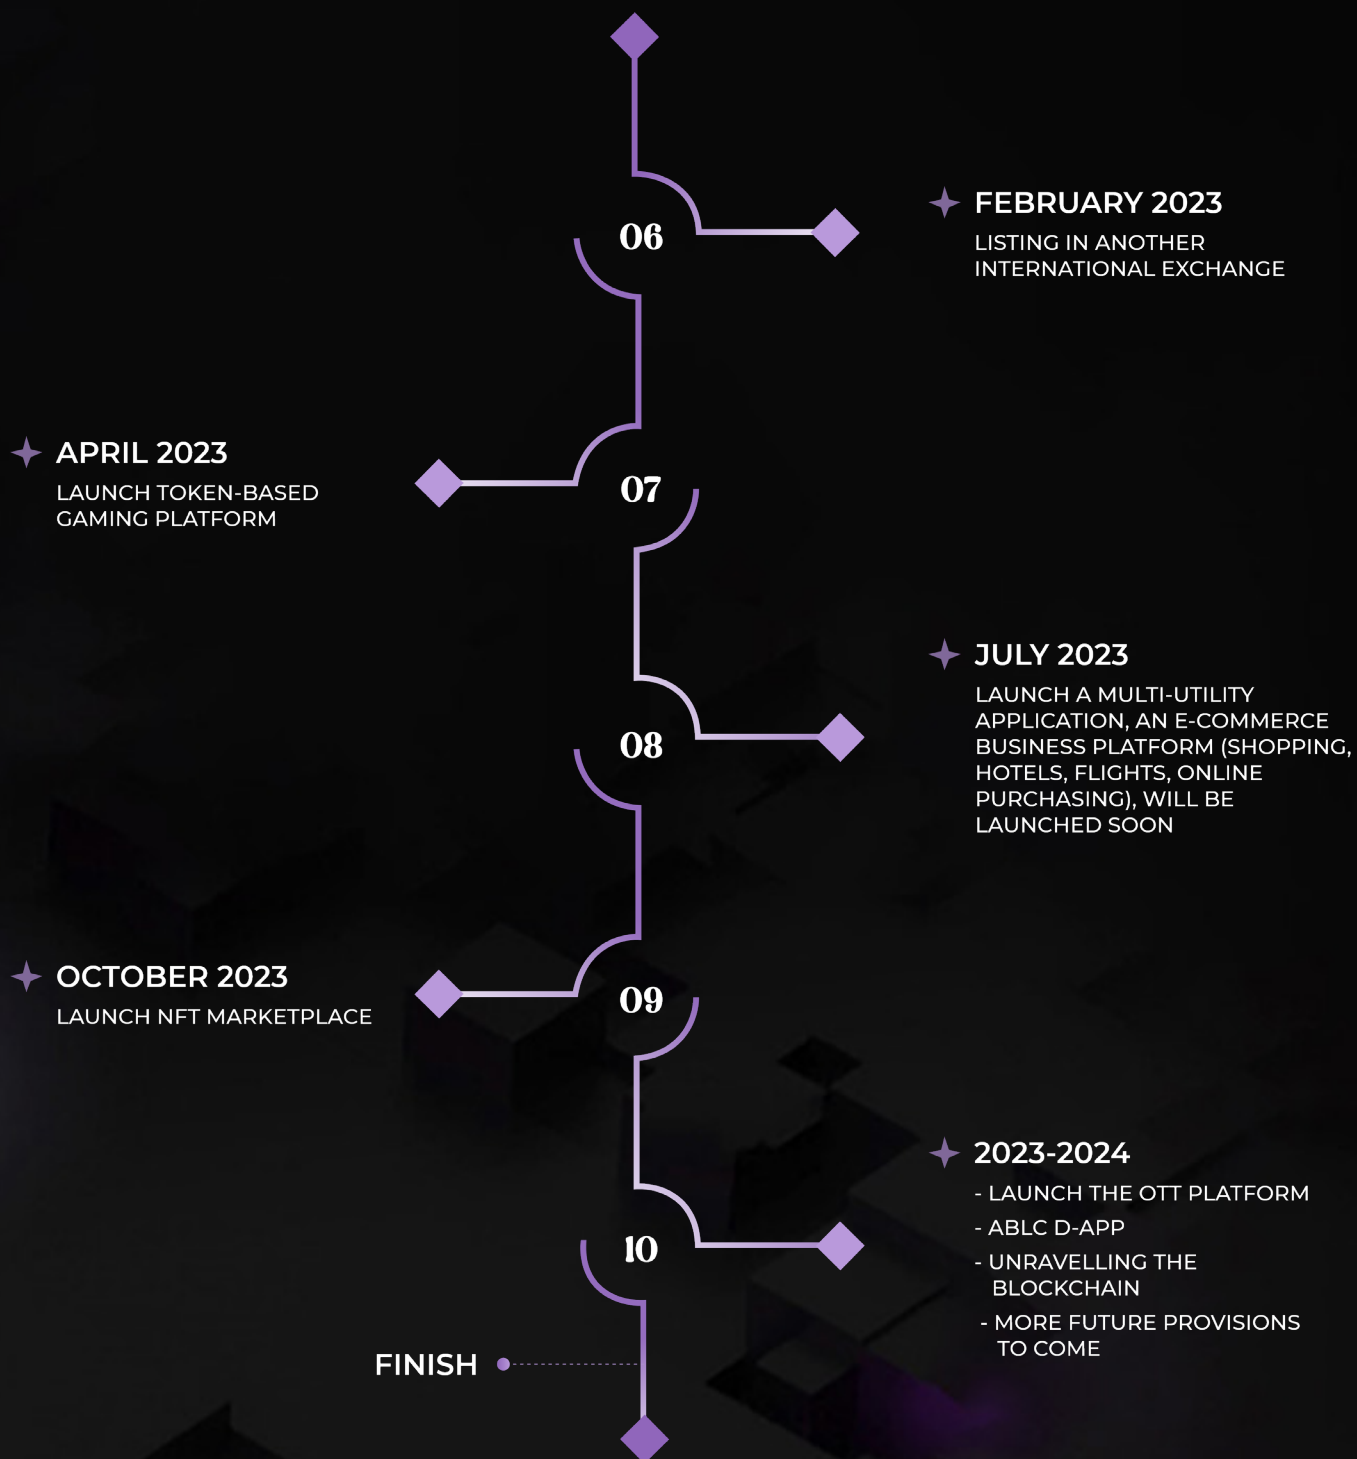 06
FEBRUARY 2023
LISTING IN ANOTHER
INTERNATIONAL EXCHANGE
APRIL 2023
LAUNCH TOKEN-BASED
GAMING PLATFORM
07
JULY 2023
LAUNCH A MULTI-UTILITY
APPLICATION, AN E-COMMERCE
BUSINESS PLATFORM (SHOPPING,
HOTELS, FLIGHTS, ONLINE
PURCHASING), WILL BE
LAUNCHED SOON
08
OCTOBER 2023
LAUNCH NFT MARKETPLACE
09
2023-2024
- LAUNCH THE OTT PLATFORM
- ABLC D-APP
- UNRAVELLING THE
BLOCKCHAIN
- MORE FUTURE PROVISIONS
TO COME
10
FINISH